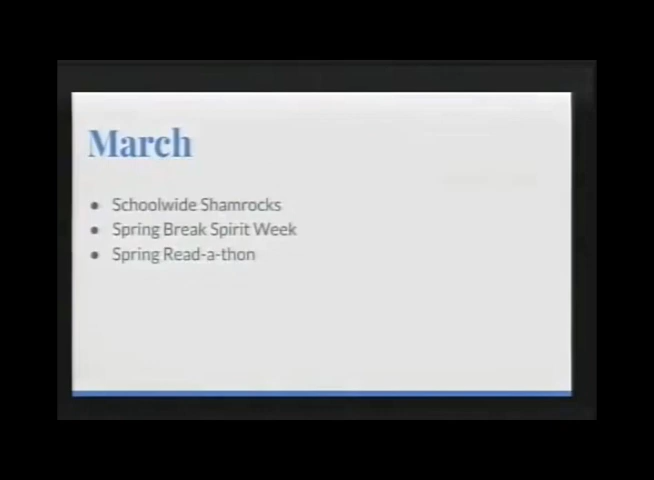 March
Schoolwide Shamrocks
Spring Break Spirit Week
Spring Read-a-thon